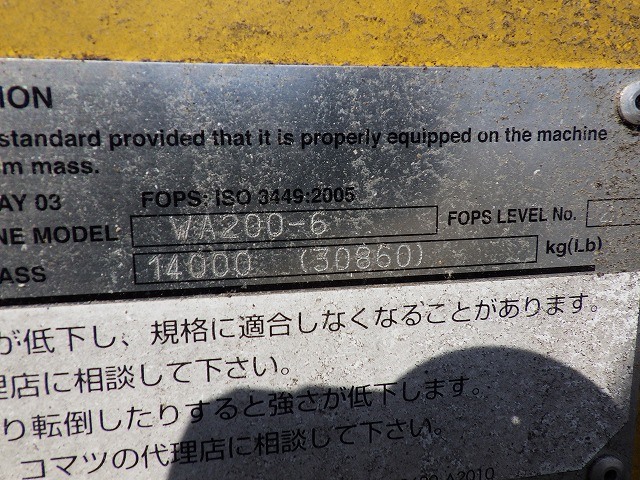 ION
standard provided that it is properly equipped on the machine
m mass.
AY 03 FOPS: ISO 3449:2005
NE MODEL WA200-6 FOPS LEVEL No. 2
ASS 14000 (30860) kg(Lb)
が低下し、規格に適合しなくなることがあります。
理店に相談して下さい。
り転倒したりすると強さが低下します。
コマツの代理店に相談して下さい。
A2010